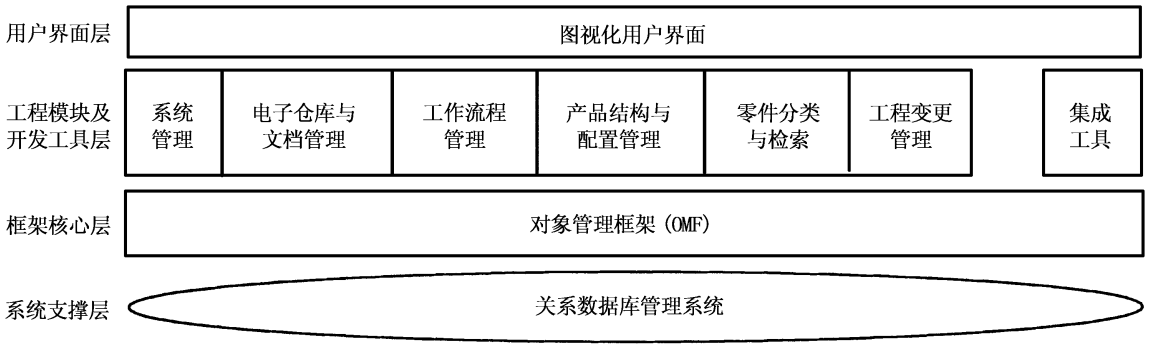 用户界面层
图视化用户界面
工程模块及
开发工具层
系统
管理
电子仓库与
文档管理
工作流程
管理
产品结构与
配置管理
零件分类
与检索
工程变更
管理
集成
工具
框架核心层
对象管理框架(OMF)
系统支撑层
关系数据库管理系统